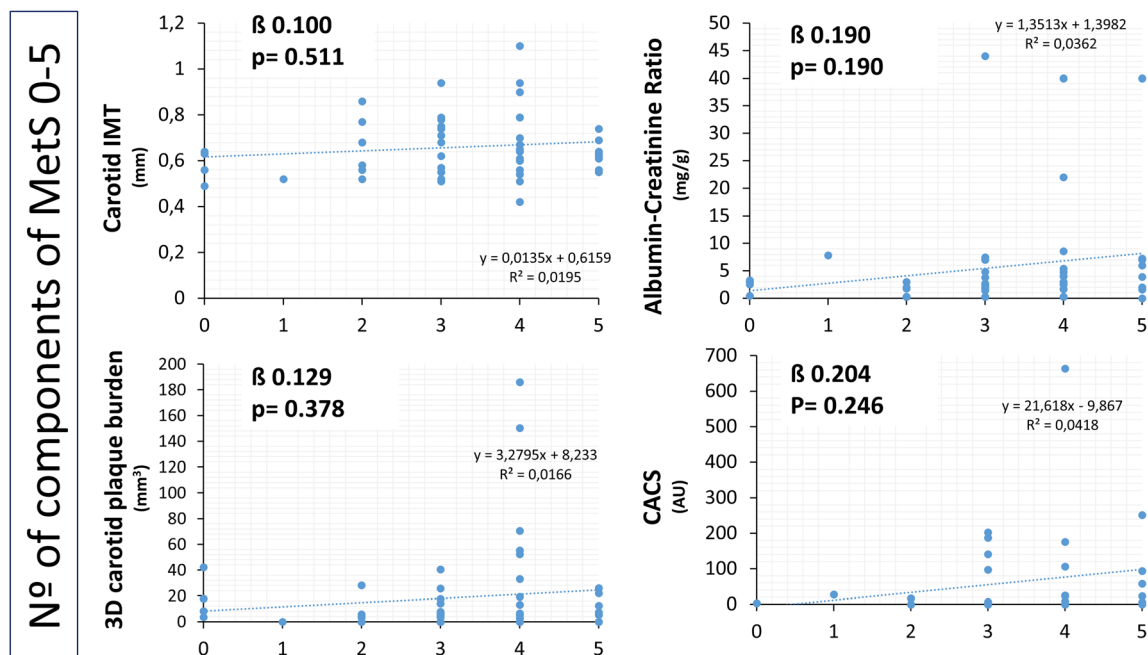 Nº of components of MetS 0-5
Carotid IMT
(mm)
1,2
1
0,8
0,6
0,4
0,2
0
ß 0.100
p= 0.511
y = 0,0135x + 0,6159
R² = 0,0195
0 1 2 3 4 5
Albumin-Creatinine Ratio
(mg/g)
50
45
40
35
30
25
20
15
10
5
0
ß 0.190
p= 0.190
y = 1,3513x + 1,3982
R² = 0,0362
0 1 2 3 4 5
3D carotid plaque burden
(mm³)
200
180
160
140
120
100
80
60
40
20
0
ß 0.129
p= 0.378
y = 3,2795x + 8,233
R² = 0,0166
0 1 2 3 4 5
CACS
(AU)
700
600
500
400
300
200
100
0
ß 0.204
P= 0.246
y = 21,618x - 9,867
R² = 0,0418
0 1 2 3 4 5